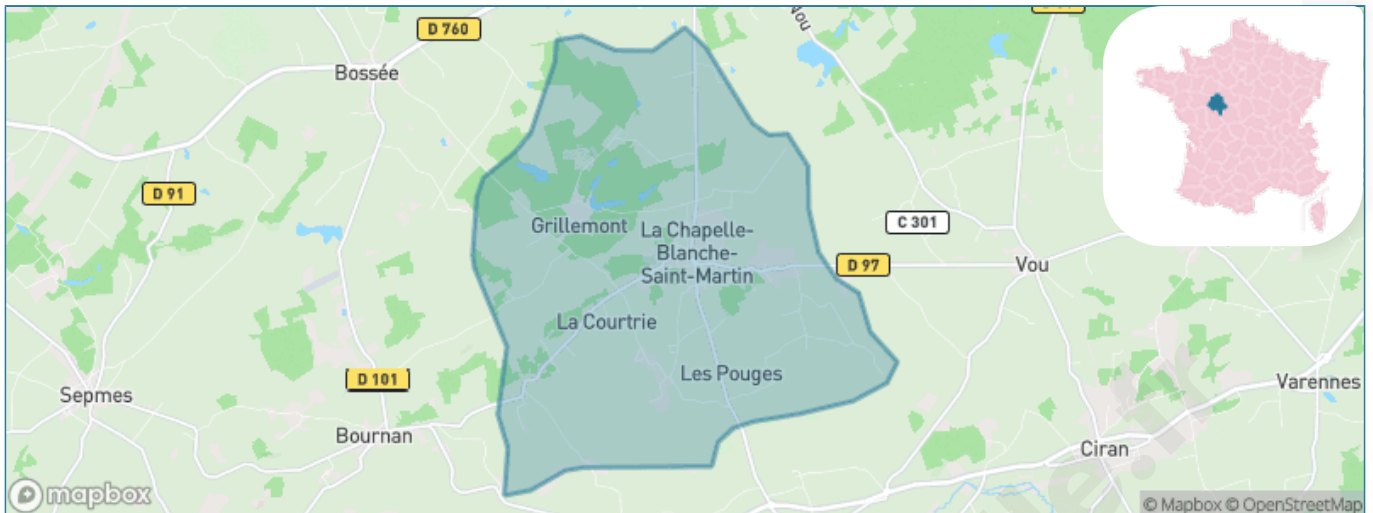 D 760
Nou
Bossée
D 91
Grillemont
La Chapelle-
Blanche-
Saint-Martin
C 301
D 97
Vou
La Courtrie
D 101
Les Pouges
Varennes
Sepmes
Bournan
Ciran
mapbox
© Mapbox © OpenStreetMap